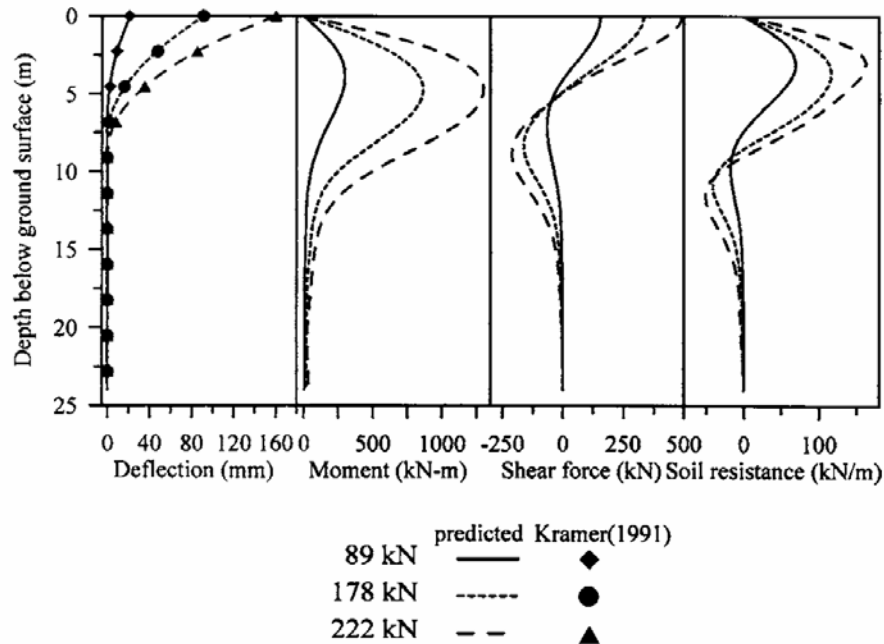 0
5
10
15
20
25
Depth below ground surface (m)
0 40 80 120 160 0 500 1000 -250 0 250 500 0 100
Deflection (mm) Moment (kN-m) Shear force (kN) Soil resistance (kN/m)
predicted Kramer(1991)
89 kN
178 kN
222 kN